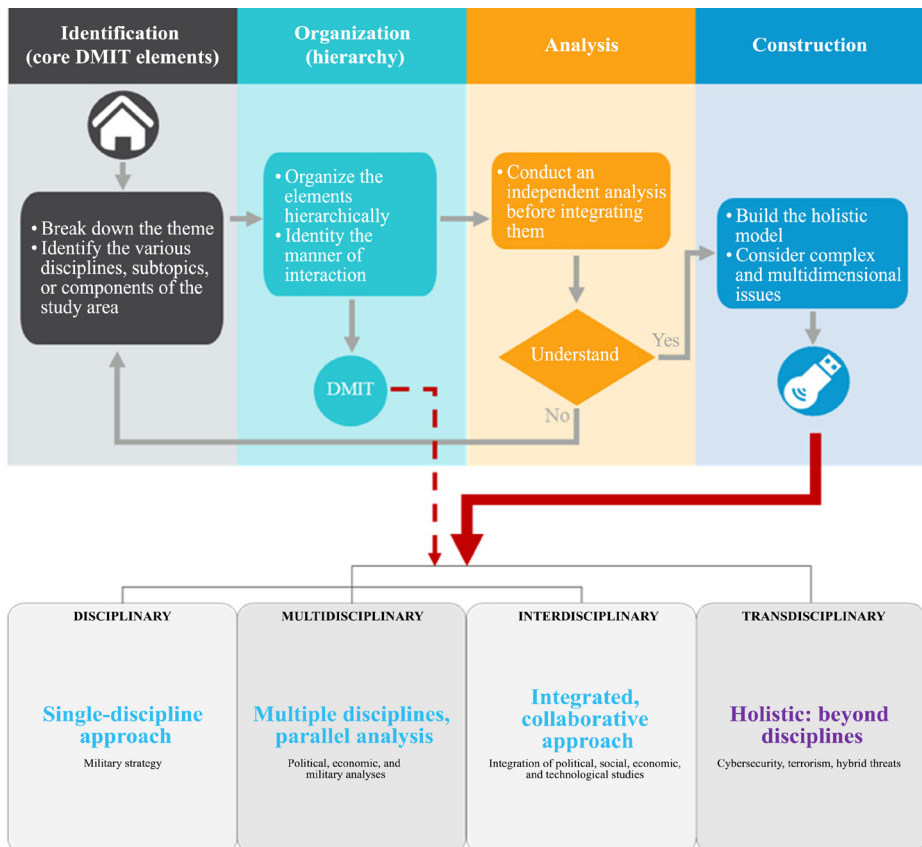 Identification
(core DMIT elements)
Organization
(hierarchy)
Analysis
Construction
• Break down the theme
• Identify the various
disciplines, subtopics,
or components of the
study area
• Organize the
elements
hierarchically
• Identity the
manner of
interaction
• Conduct an
independent analysis
before integrating
them
• Build the holistic
model
• Consider complex
and multidimensional
issues
DMIT
Understand
Yes
No
DISCIPLINARY
Single-discipline
approach
Military strategy
MULTIDISCIPLINARY
Multiple disciplines,
parallel analysis
Political, economic, and
military analyses
INTERDISCIPLINARY
Integrated,
collaborative
approach
Integration of political, social, economic,
and technological studies
TRANSDISCIPLINARY
Holistic: beyond
disciplines
Cybersecurity, terrorism, hybrid threats